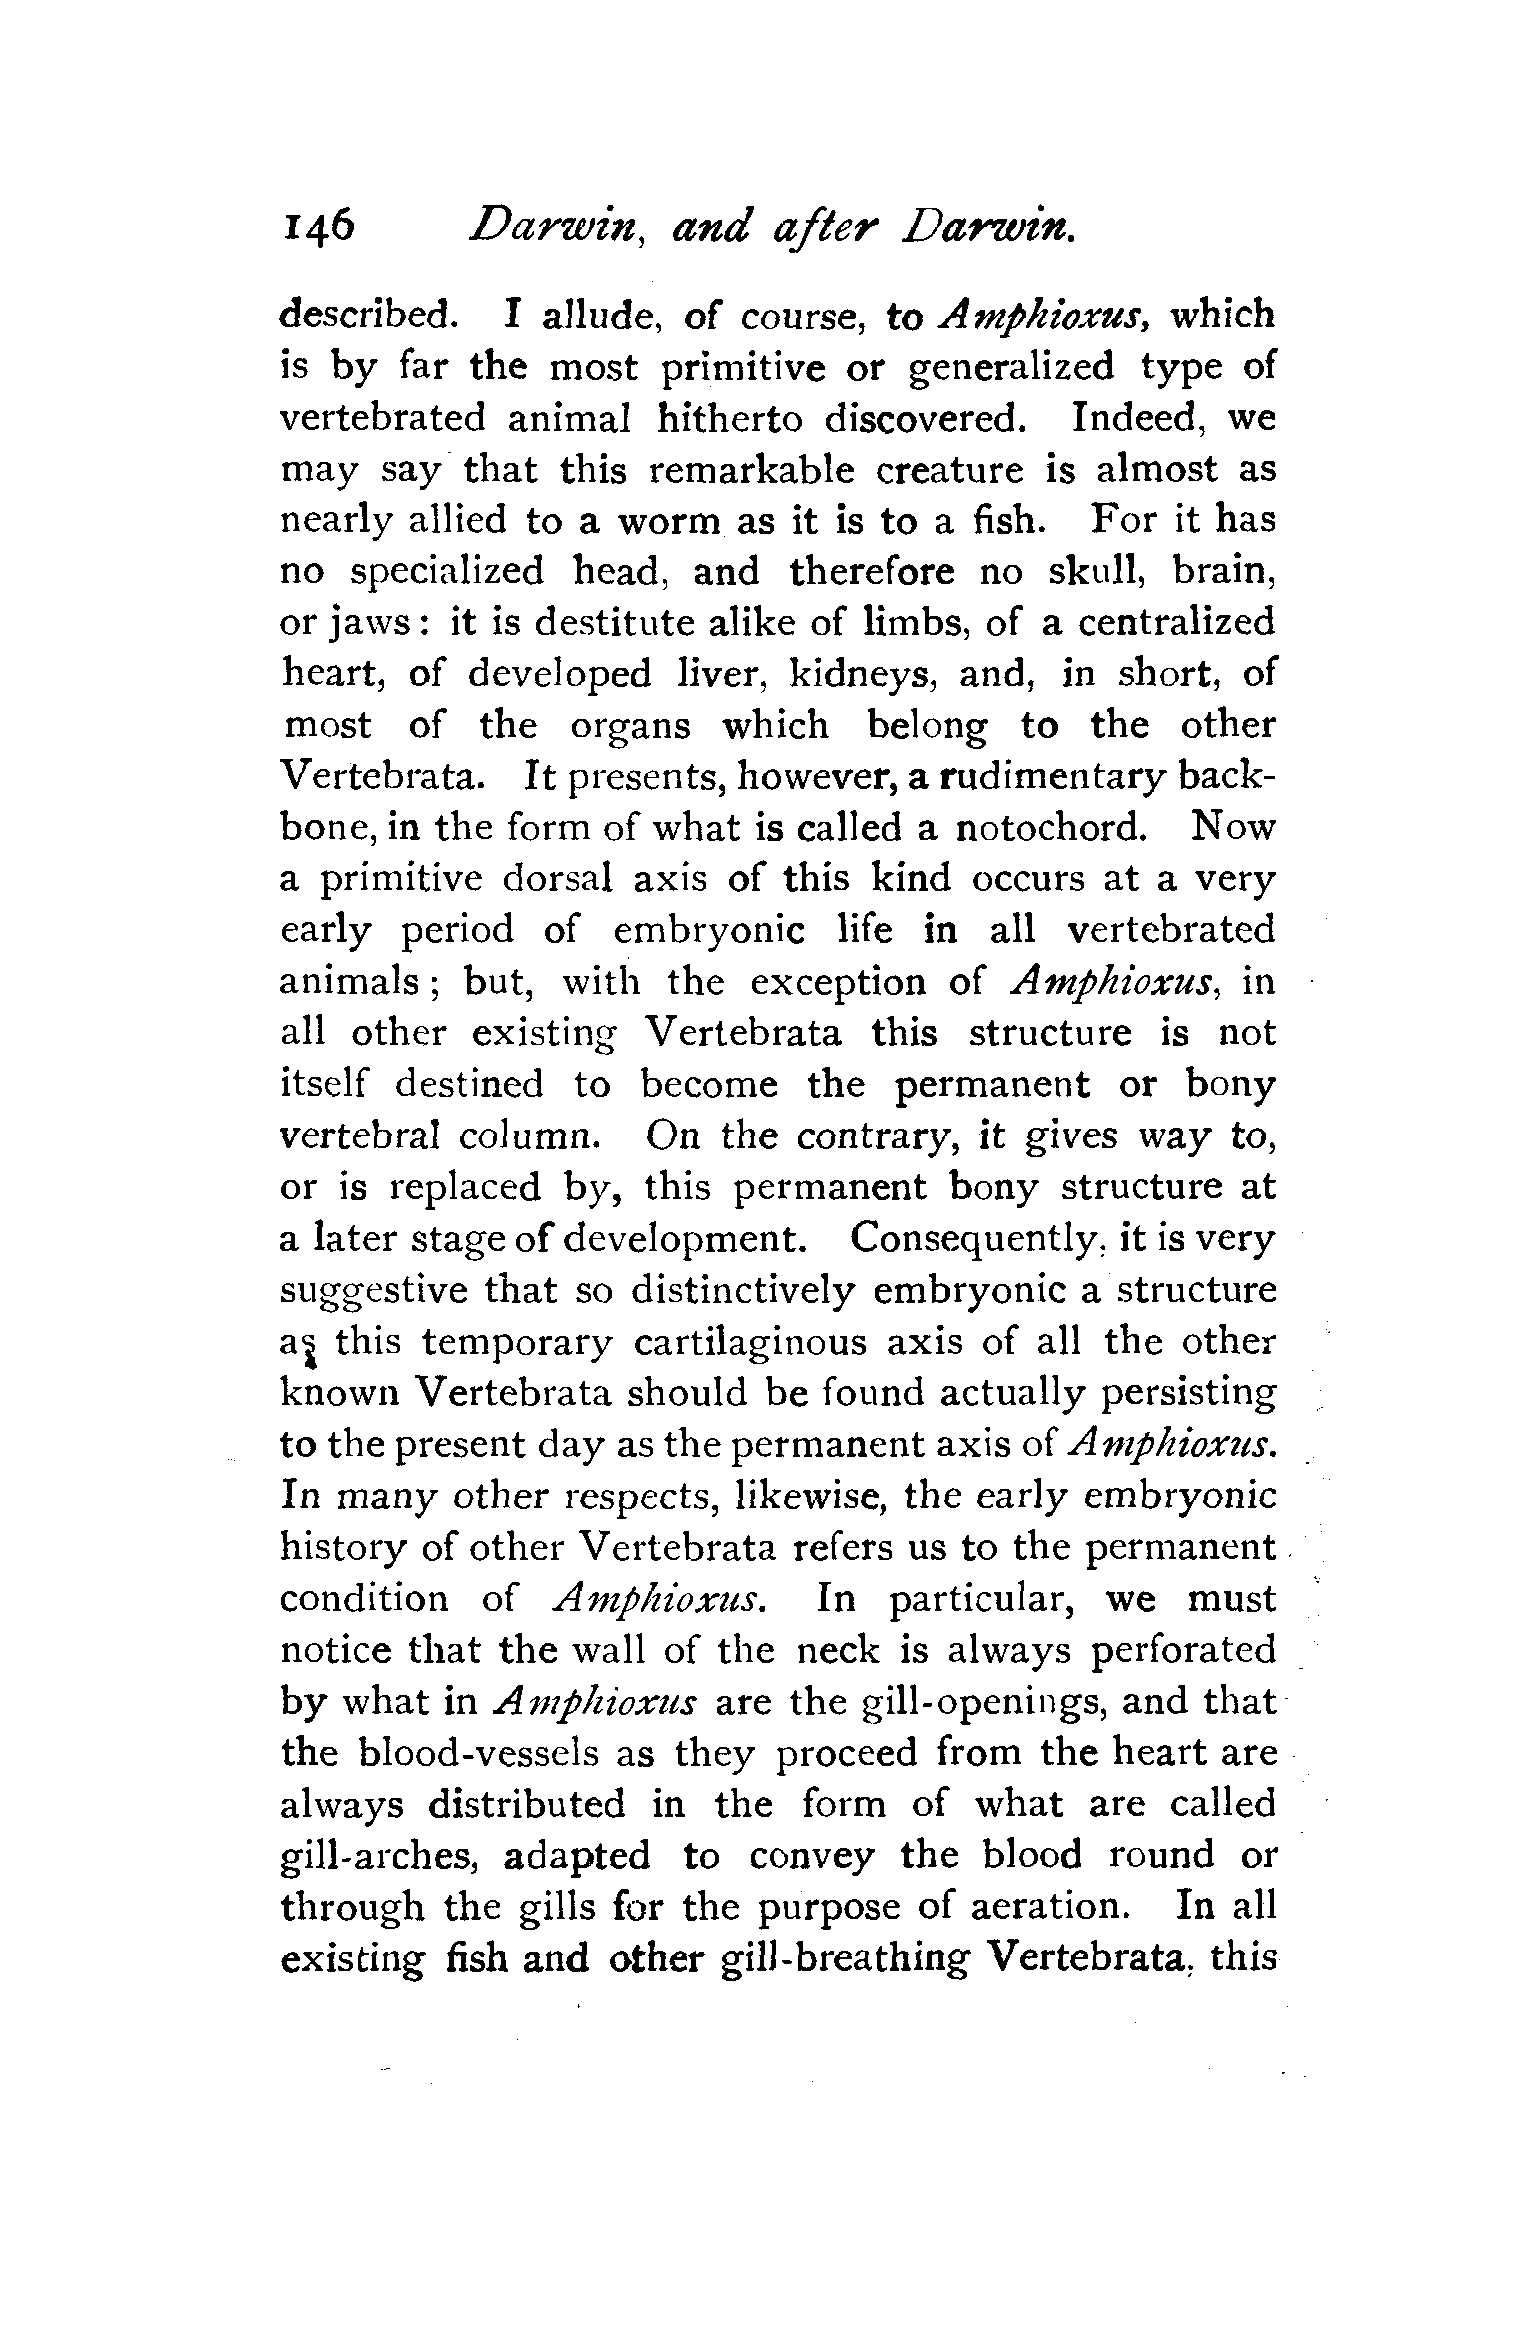 146 Darwin, and after Darwin.
described. I allude, of course, to Amphioxus, which
is by far the most primitive or generalized type of
vertebrated animal hitherto discovered. Indeed, we
may say that this remarkable creature is almost as
nearly allied to a worm as it is to a fish. For it has
no specialized head, and therefore no skull, brain,
or jaws : it is destitute alike of limbs, of a centralized
heart, of developed liver, kidneys, and, in short, of
most of the organs which belong to the other
Vertebrata. It presents, however, a rudimentary back-
bone, in the form of what is called a notochord. Now
a primitive dorsal axis of this kind occurs at a very
early period of embryonic life in all vertebrated
animals ; but, with the exception of Amphioxus, in
all other existing Vertebrata this structure is not
itself destined to become the permanent or bony
vertebral column. On the contrary, it gives way to,
or is replaced by, this permanent bony structure at
a later stage of development. Consequently, it is very
suggestive that so distinctively embryonic a structure
as this temporary cartilaginous axis of all the other
known Vertebrata should be found actually persisting
to the present day as the permanent axis of Amphioxus.
In many other respects, likewise, the early embryonic
history of other Vertebrata refers us to the permanent
condition of Amphioxus. In particular, we must
notice that the wall of the neck is always perforated
by what in Amphioxus are the gill-openings, and that
the blood-vessels as they proceed from the heart are
always distributed in the form of what are called
gill-arches, adapted to convey the blood round or
through the gills for the purpose of aeration. In all
existing fish and other gill-breathing Vertebrata, this